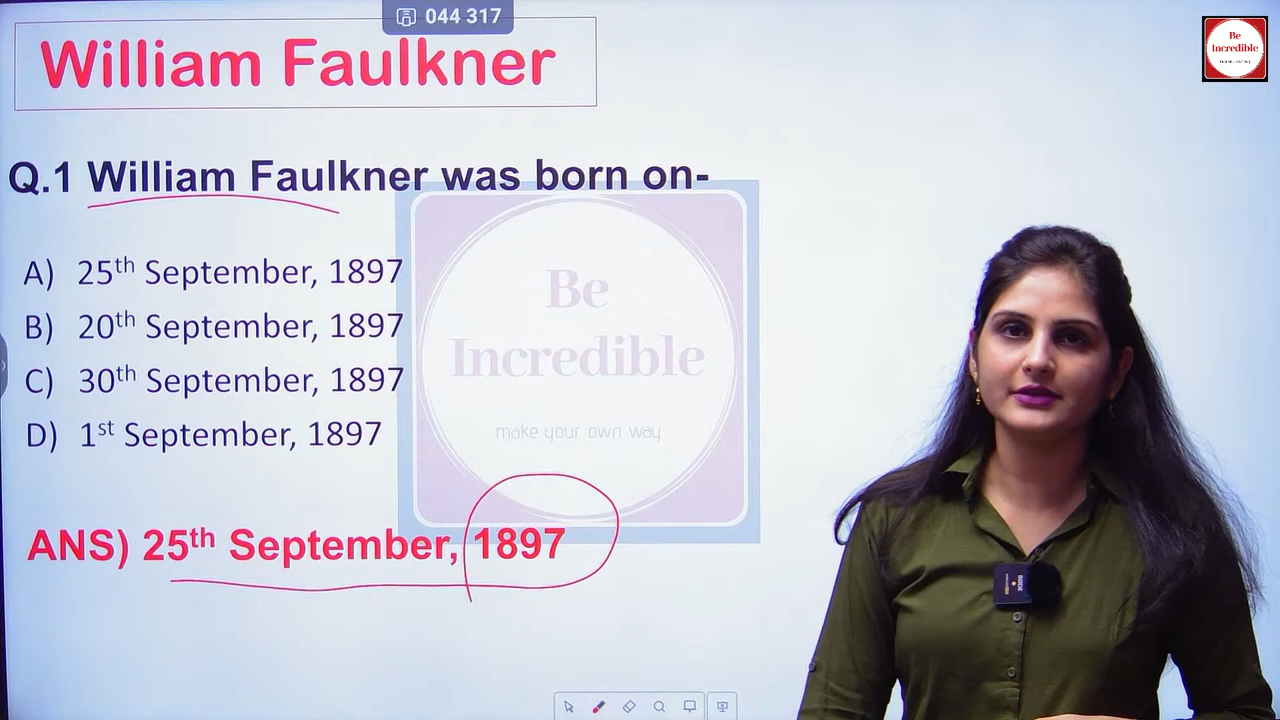 044 317
William Faulkner
Be
Incredible
Q.1 William Faulkner was born on-
A) 25th September, 1897
B) 20th September, 1897
C) 30th September, 1897
D) 1st September, 1897
Be
Incredible
make your own way
ANS) 25th September, 1897